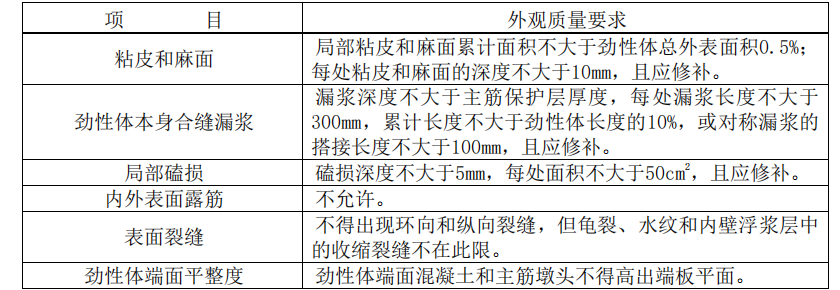 项 目 外观质量要求
粘皮和麻面 局部粘皮和麻面累计面积不大于劲性体总外表面积0.5%；
每处粘皮和麻面的深度不大于10mm，且应修补。
劲性体本身合缝漏浆 漏浆深度不大于主筋保护层厚度，每处漏浆长度不大于
300mm，累计长度不大于劲性体长度的10%，或对称漏浆的
搭接长度不大于100mm，且应修补。
局部磕损 磕损深度不大于5mm，每处面积不大于50cm²，且应修补。
内外表面露筋 不允许。
表面裂缝 不得出现环向和纵向裂缝，但龟裂、水纹和内壁浮浆层中
的收缩裂缝不在此限。
劲性体端面平整度 劲性体端面混凝土和主筋墩头不得高出端板平面。